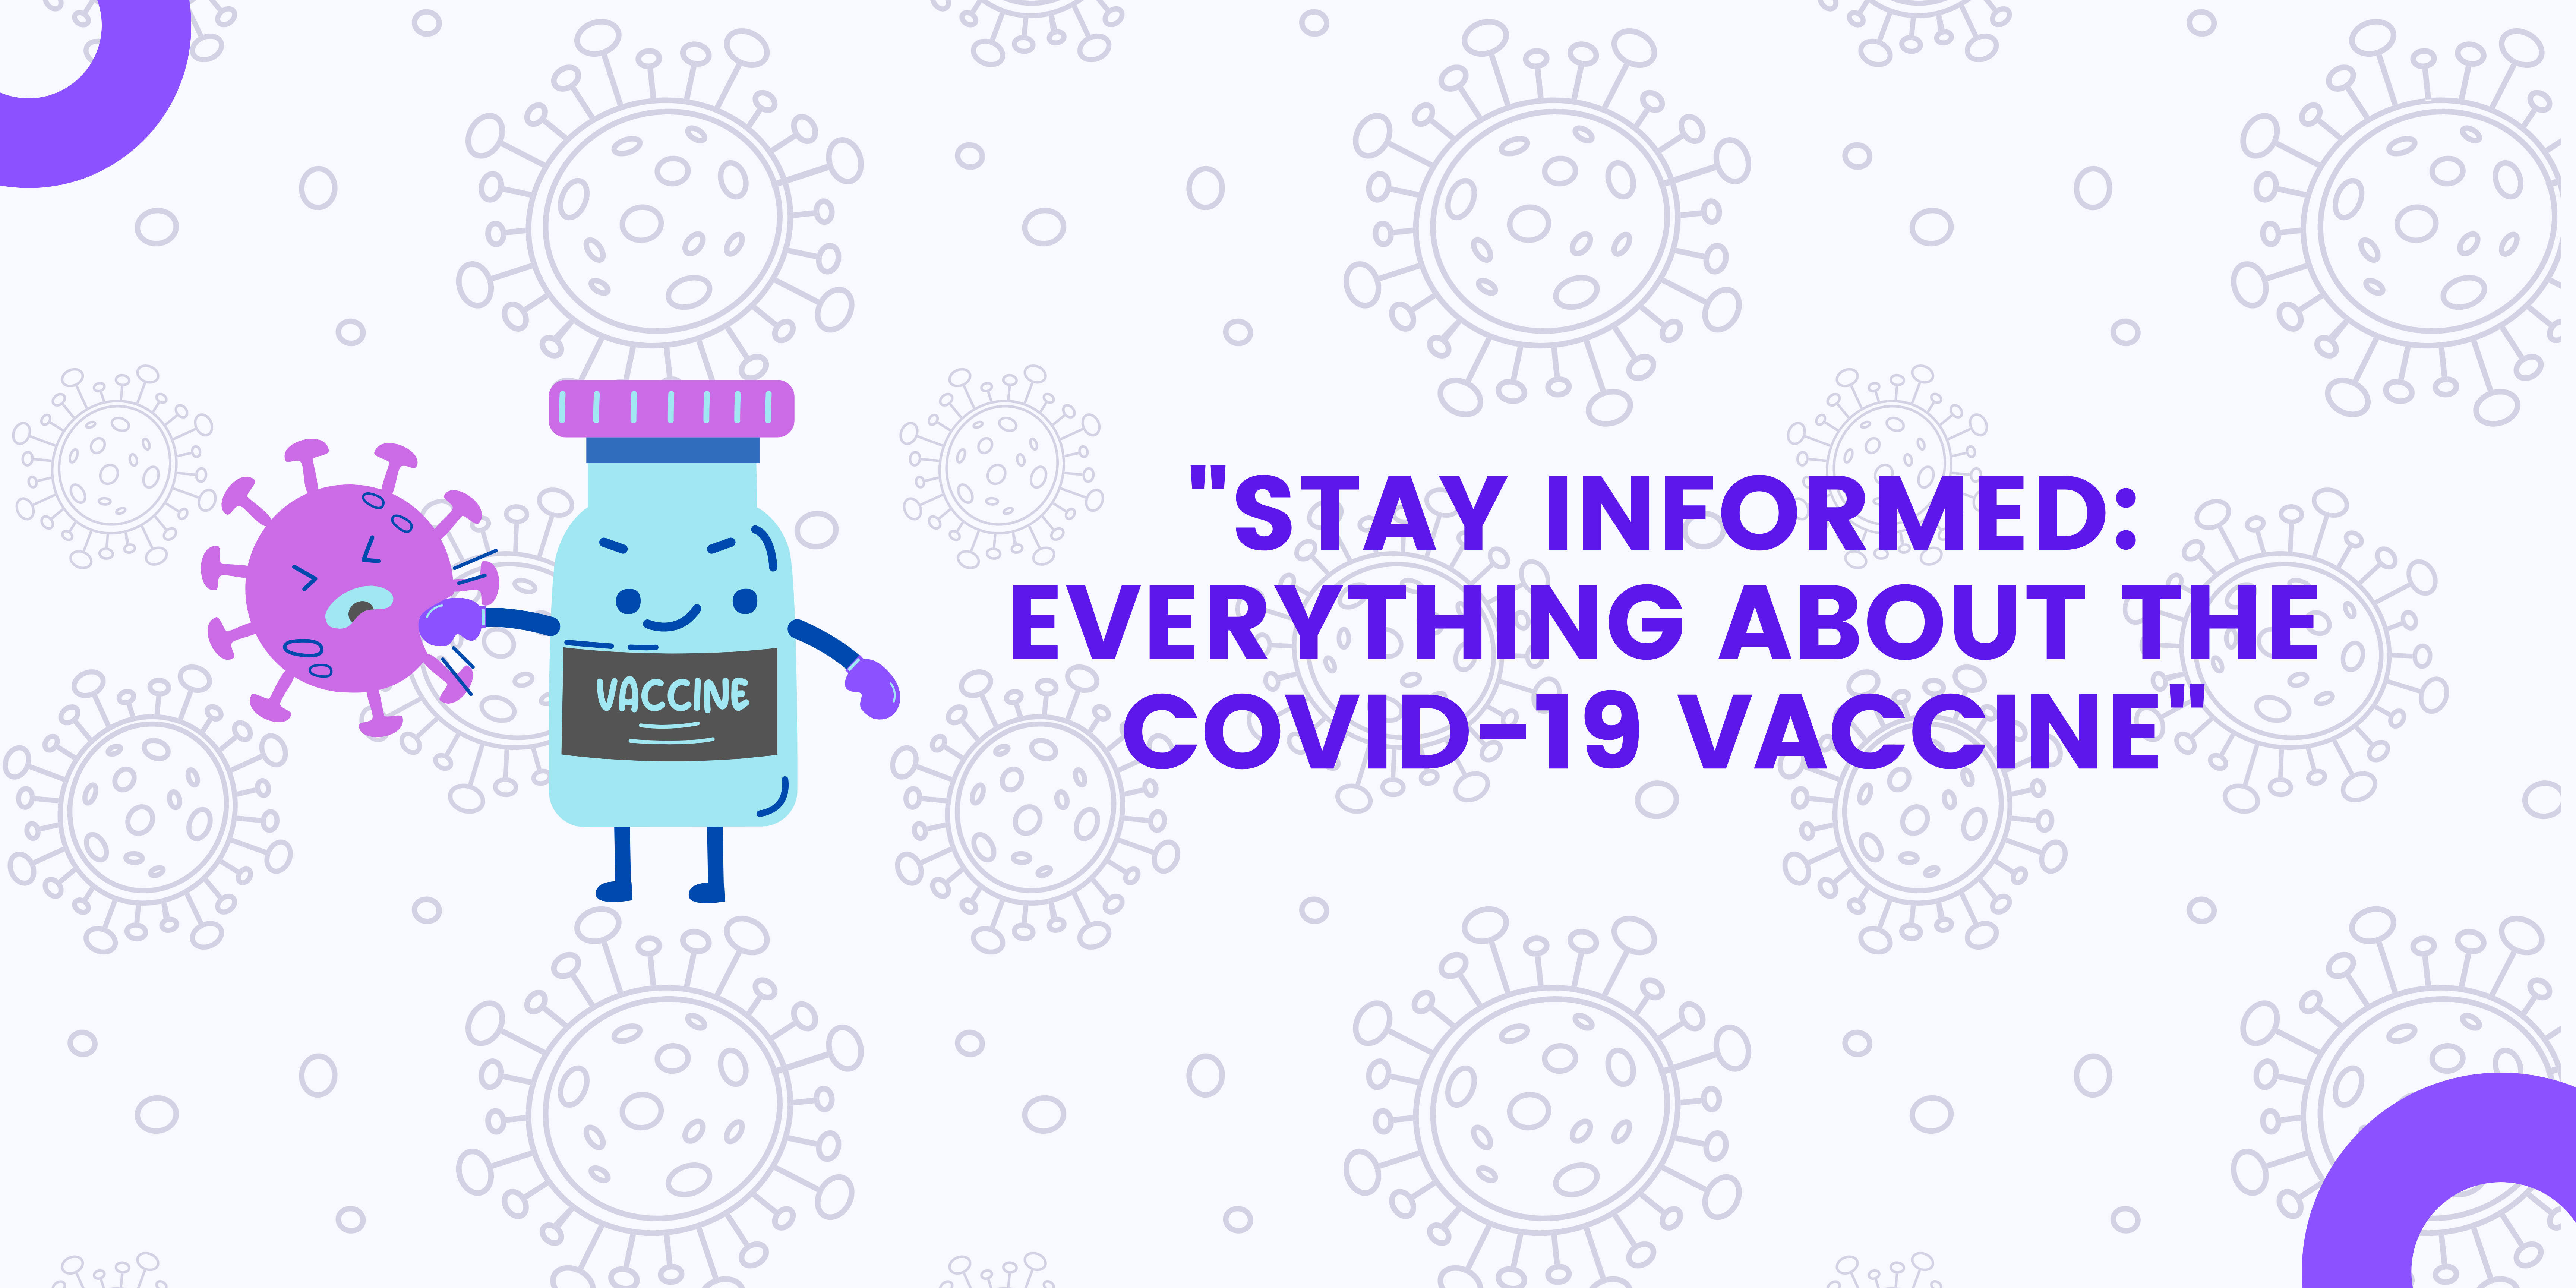 VACCINE
"STAY INFORMED:
EVERYTHING ABOUT THE
COVID-19 VACCINE"